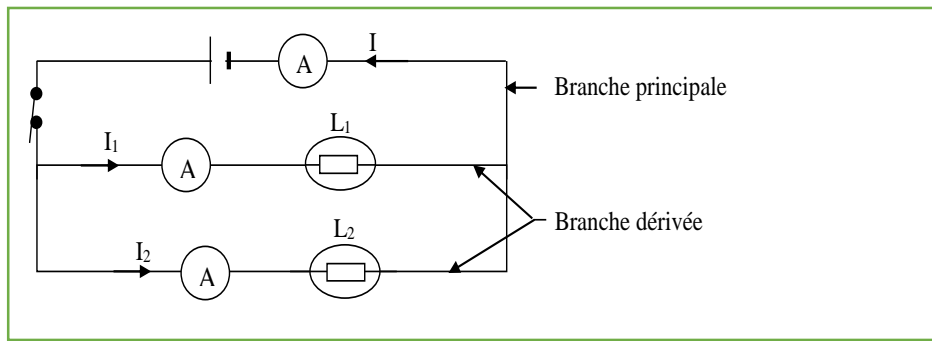 I
A
Branche principale
I₁
L₁
A
Branche dérivée
L₂
I₂
A